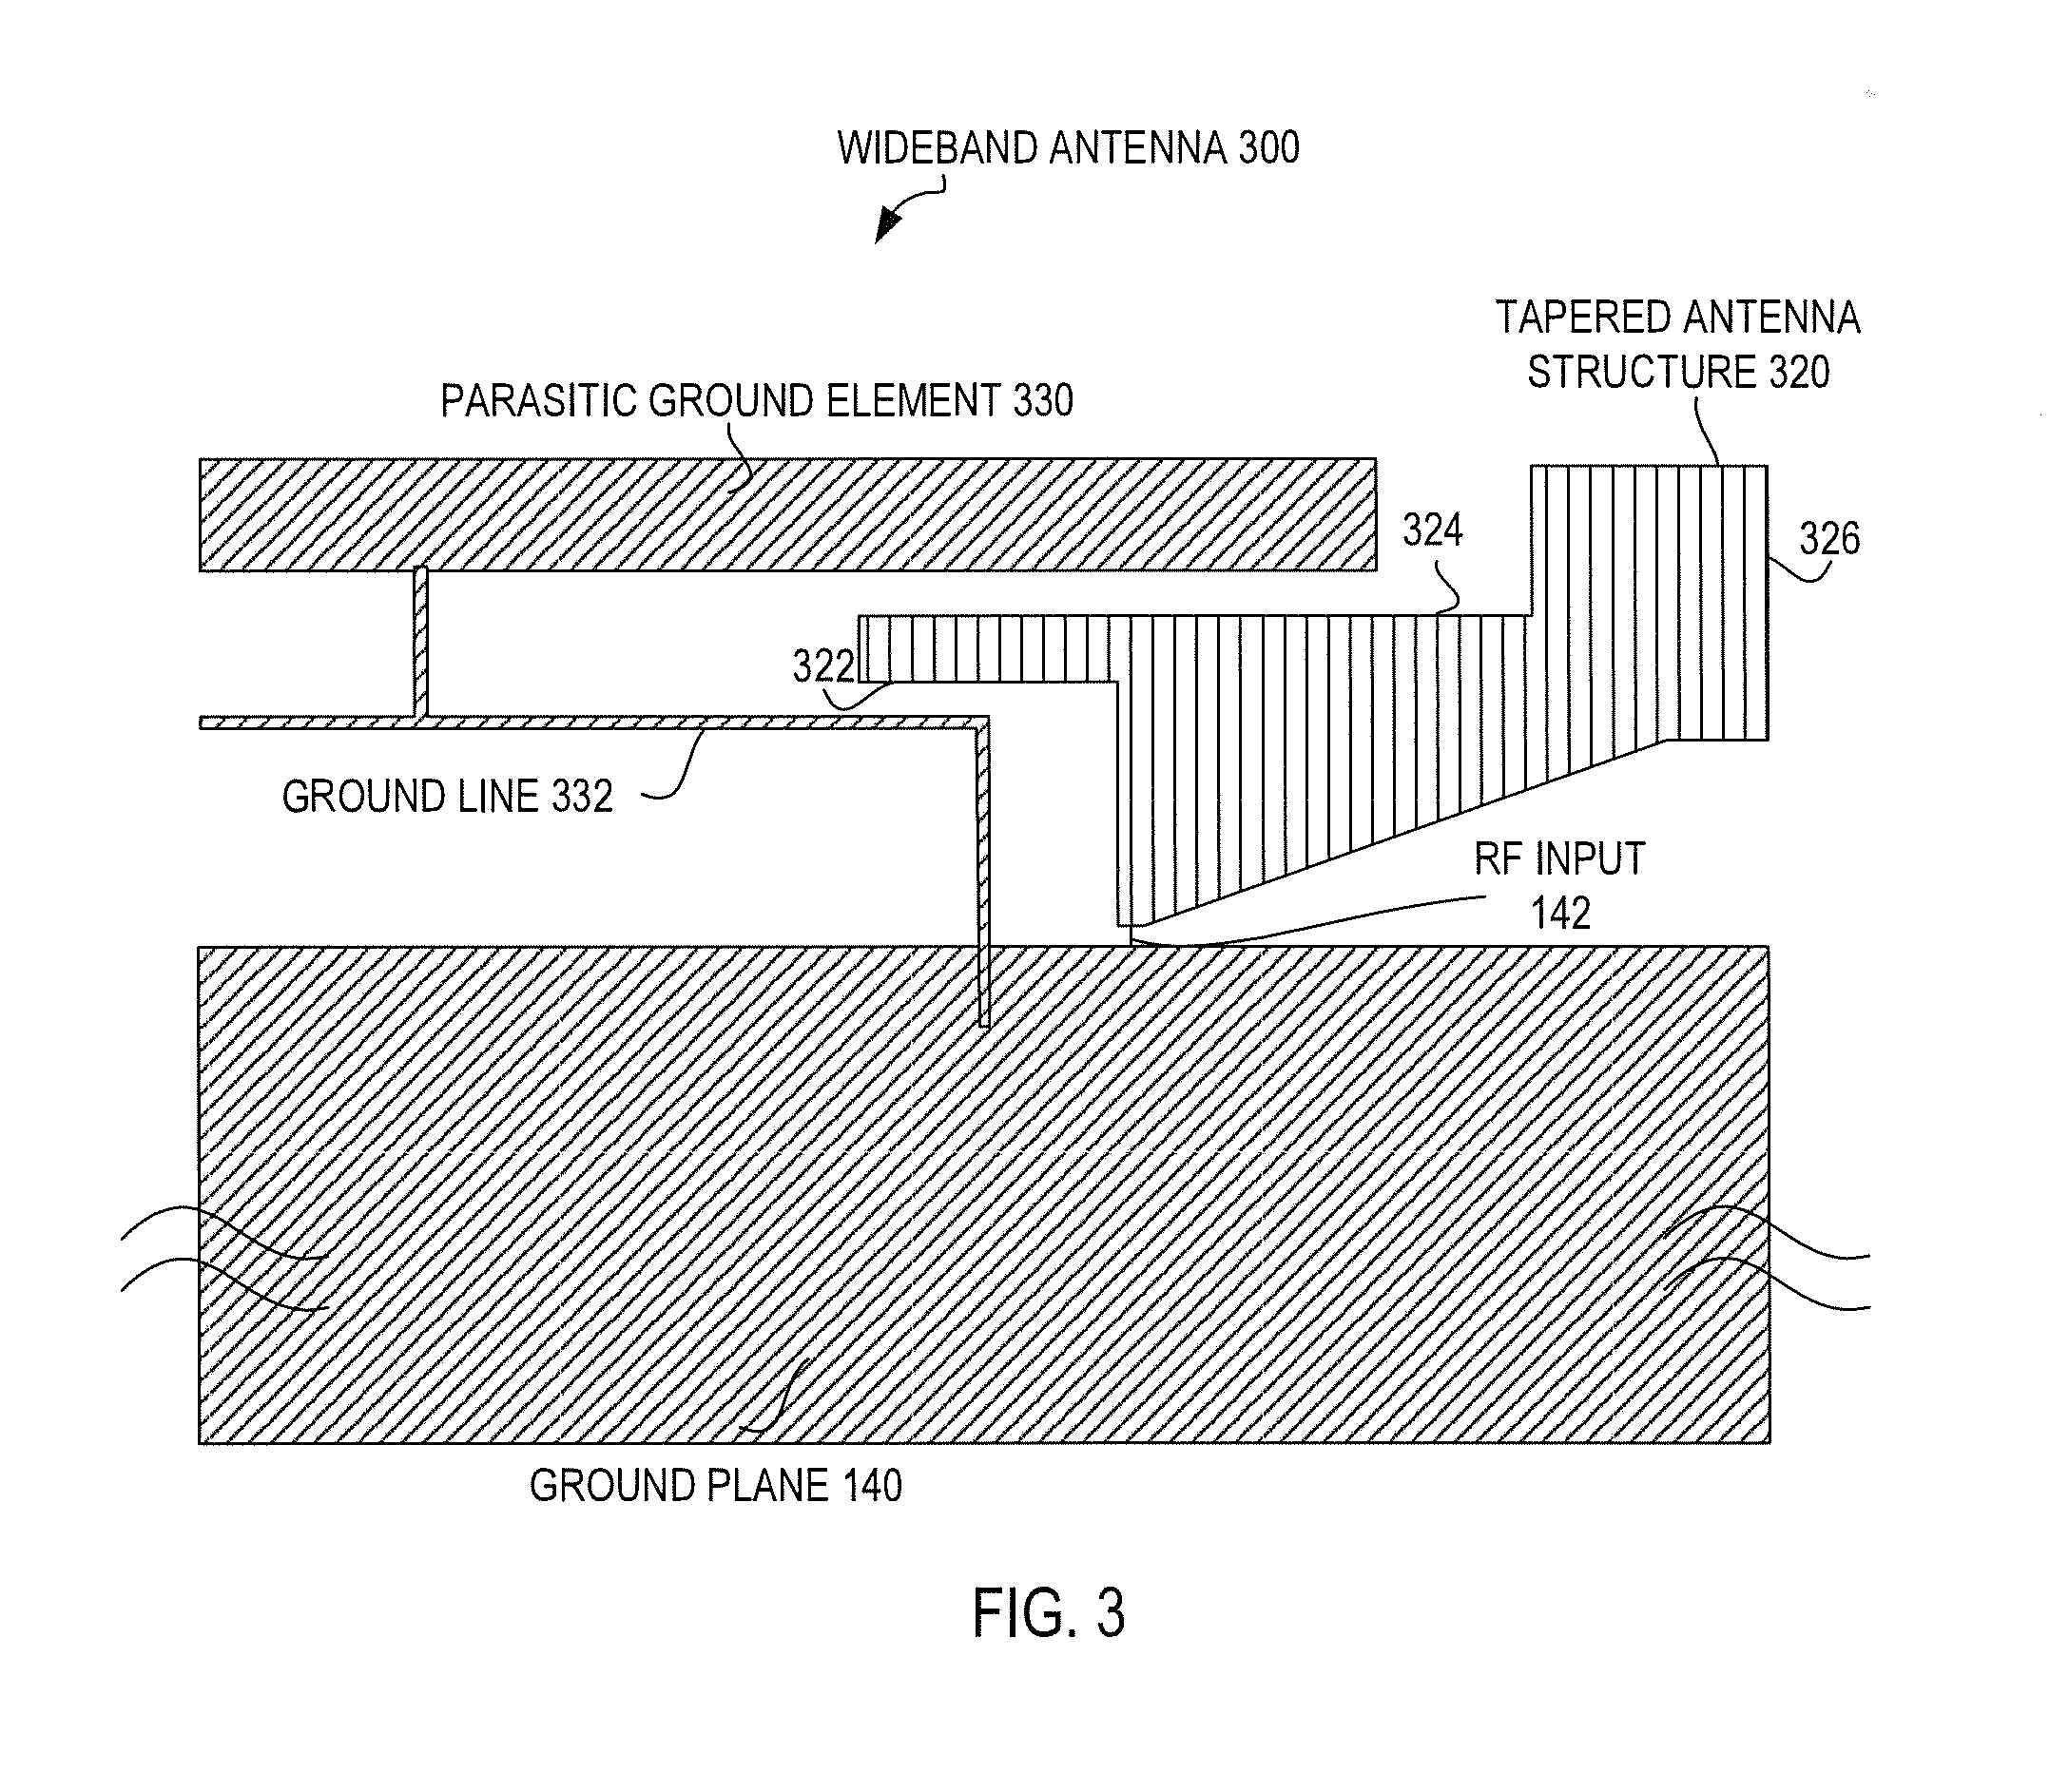 WIDEBAND ANTENNA 300
TAPERED ANTENNA
STRUCTURE 320
PARASITIC GROUND ELEMENT 330
324
326
322
GROUND LINE 332
RF INPUT
142
GROUND PLANE 140
FIG. 3